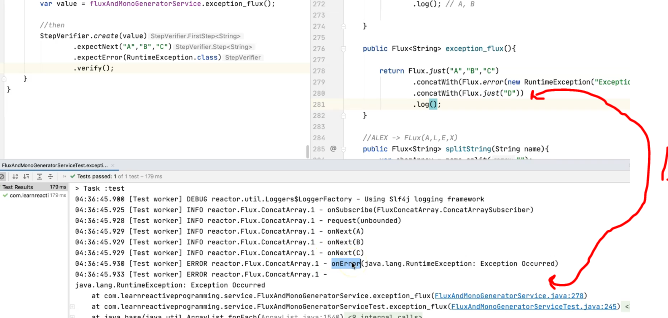 var value = fluxAndMonoGeneratorService.exception_flux();
//then
StepVerifier.create(value) StepVerifier.FirstStep<String>
.expectNext("A","B","C") StepVerifier.Step<String>
.expectError(RuntimeException.class) StepVerifier
.verify();
}
}
272 .log(); // A, B
273
274 }
275
276 public Flux<String> exception_flux(){
277
278 return Flux.just("A","B","C")
279 .concatWith(Flux.error(new RuntimeException("Exception
280 .concatWith(Flux.just("D"))
281 .log();
282 }
283
284 //ALEX -> FLux(A,L,E,X)
285 @ public Flux<String> splitString(String name){
FluxAndMonoGeneratorServiceTest.excepti...
Tests passed: 1 of 1 test – 179 ms
Test Results 179 ms
com.learnreacti 179 ms
> Task :test
04:36:45.900 [Test worker] DEBUG reactor.util.Loggers$LoggerFactory - Using Slf4j logging framework
04:36:45.925 [Test worker] INFO reactor.Flux.ConcatArray.1 - onSubscribe(FluxConcatArray.ConcatArraySubscriber)
04:36:45.928 [Test worker] INFO reactor.Flux.ConcatArray.1 - request(unbounded)
04:36:45.929 [Test worker] INFO reactor.Flux.ConcatArray.1 - onNext(A)
04:36:45.929 [Test worker] INFO reactor.Flux.ConcatArray.1 - onNext(B)
04:36:45.929 [Test worker] INFO reactor.Flux.ConcatArray.1 - onNext(C)
04:36:45.930 [Test worker] ERROR reactor.Flux.ConcatArray.1 - onError(java.lang.RuntimeException: Exception Occurred)
04:36:45.933 [Test worker] ERROR reactor.Flux.ConcatArray.1 -
java.lang.RuntimeException: Exception Occurred
at com.learnreactiveprogramming.service.FluxAndMonoGeneratorService.exception_flux(FluxAndMonoGeneratorService.java:278)
at com.learnreactiveprogramming.service.FluxAndMonoGeneratorServiceTest.exception_flux(FluxAndMonoGeneratorServiceTest.java:245) <